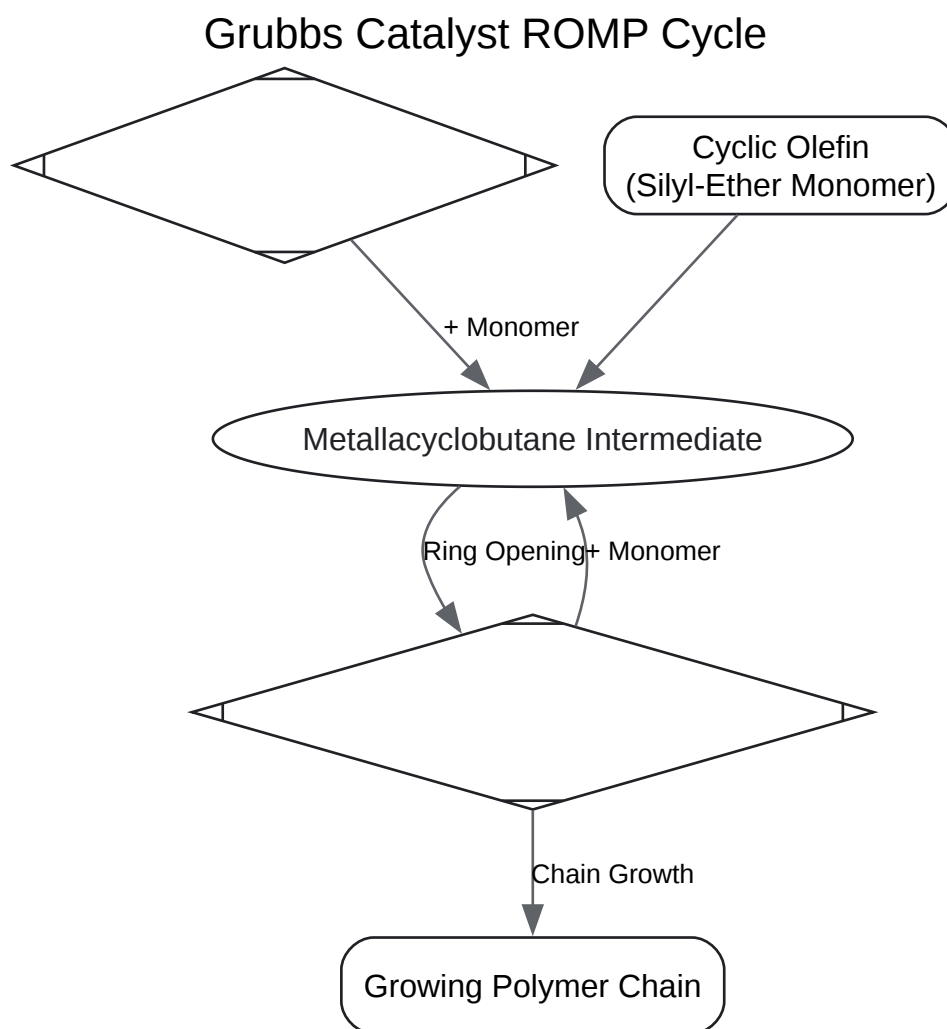 Grubbs Catalyst ROMP Cycle
Cyclic Olefin
(Silyl-Ether Monomer)
+ Monomer
Metallacyclobutane Intermediate
Ring Opening
+ Monomer
Chain Growth
Growing Polymer Chain